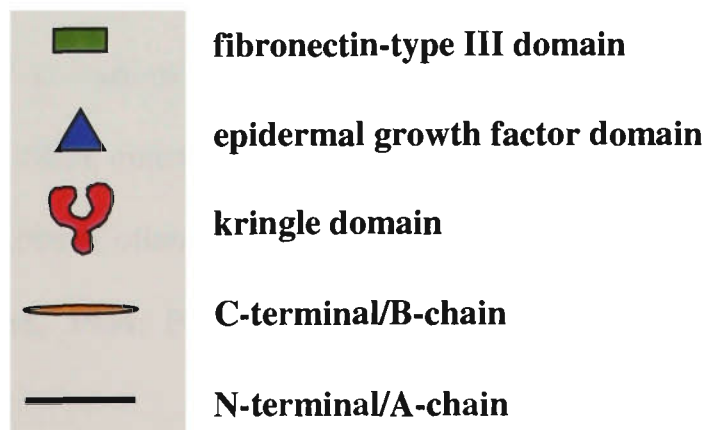 fibronectin-type III domain
epidermal growth factor domain
kringle domain
C-terminal/B-chain
N-terminal/A-chain